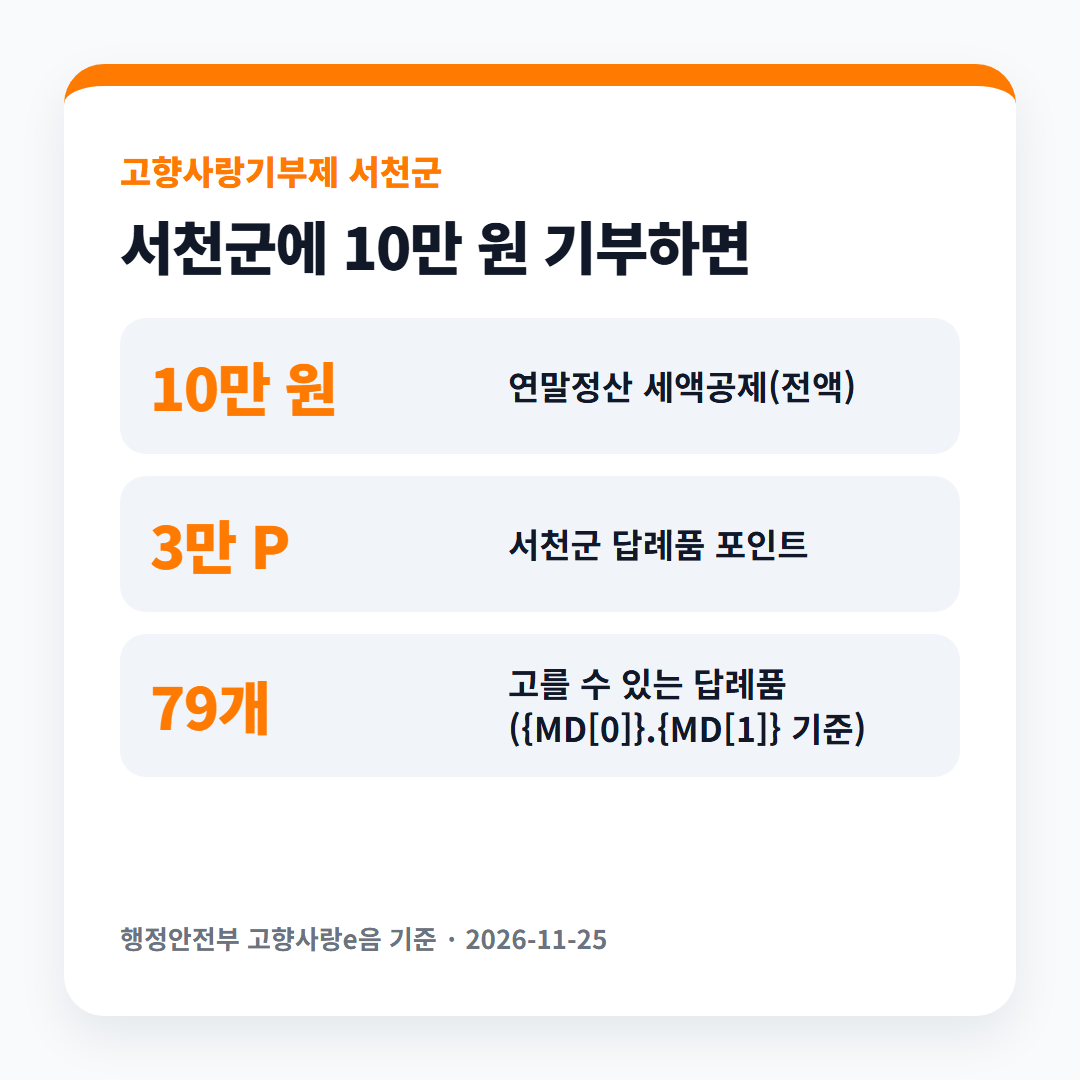 고향사랑기부제 서천군
서천군에 10만 원 기부하면
10만 원
연말정산 세액공제(전액)
3만 P
서천군 답례품 포인트
79개
고를 수 있는 답례품
({MD[0]}.{MD[1]} 기준)
행정안전부 고향사랑e음 기준 · 2026-11-25